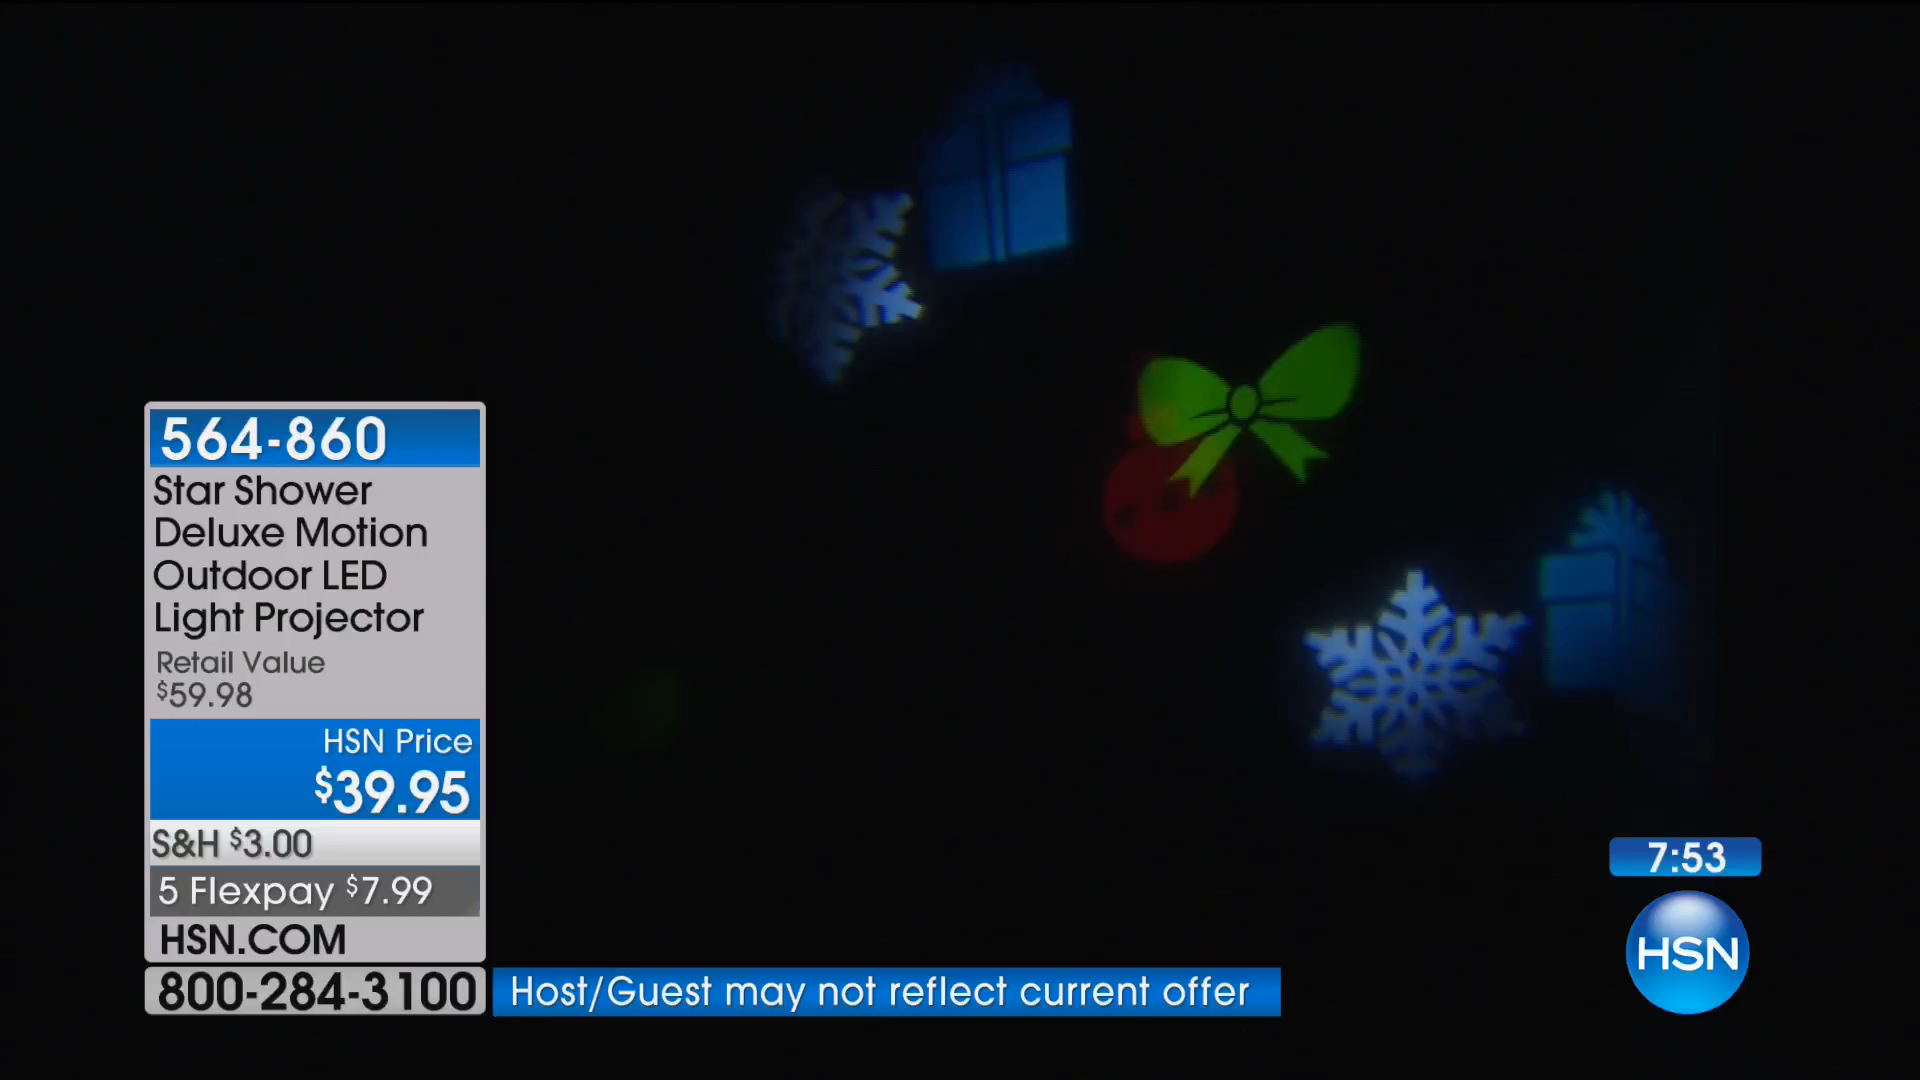 564-860
Star Shower
Deluxe Motion
Outdoor LED
Light Projector
Retail Value
$59.98
HSN Price
$39.95
S&H $3.00
5 Flexpay $7.99
HSN.COM
800-284-3100
Host/Guest may not reflect current offer
7:53
HSN